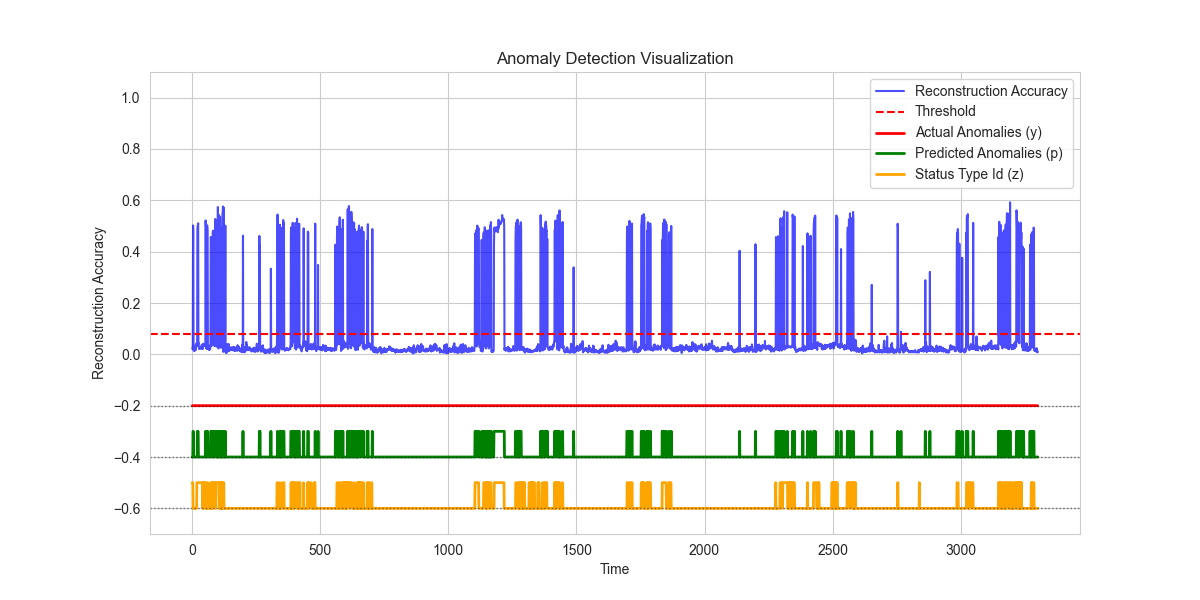 Anomaly Detection Visualization
Reconstruction Accuracy
1.0
0.8
0.6
0.4
0.2
0.0
−0.2
−0.4
−0.6
Reconstruction Accuracy
Threshold
Actual Anomalies (y)
Predicted Anomalies (p)
Status Type Id (z)
0 500 1000 1500 2000 2500 3000
Time